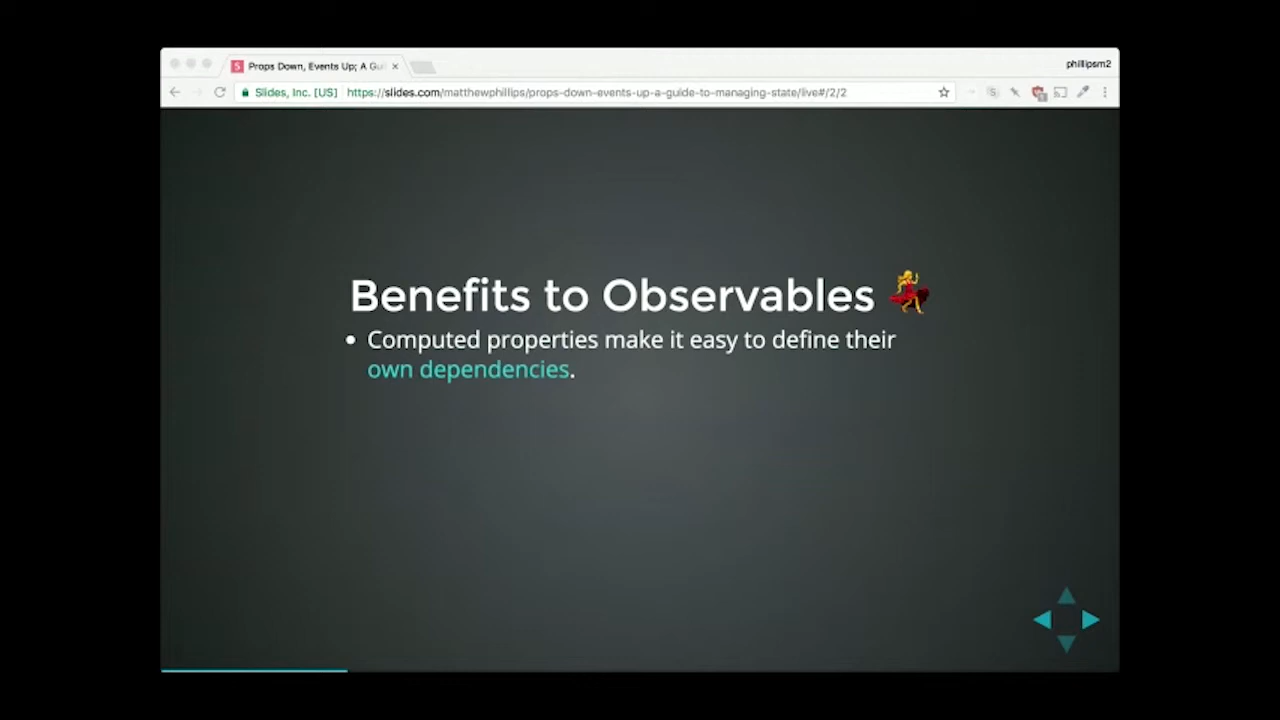 Props Down, Events Up; A Gui
phillipsm2
Slides, Inc. [US] https://slides.com/matthewphillips/props-down-events-up-a-guide-to-managing-state/live#/2/2
Benefits to Observables
Computed properties make it easy to define their
own dependencies.